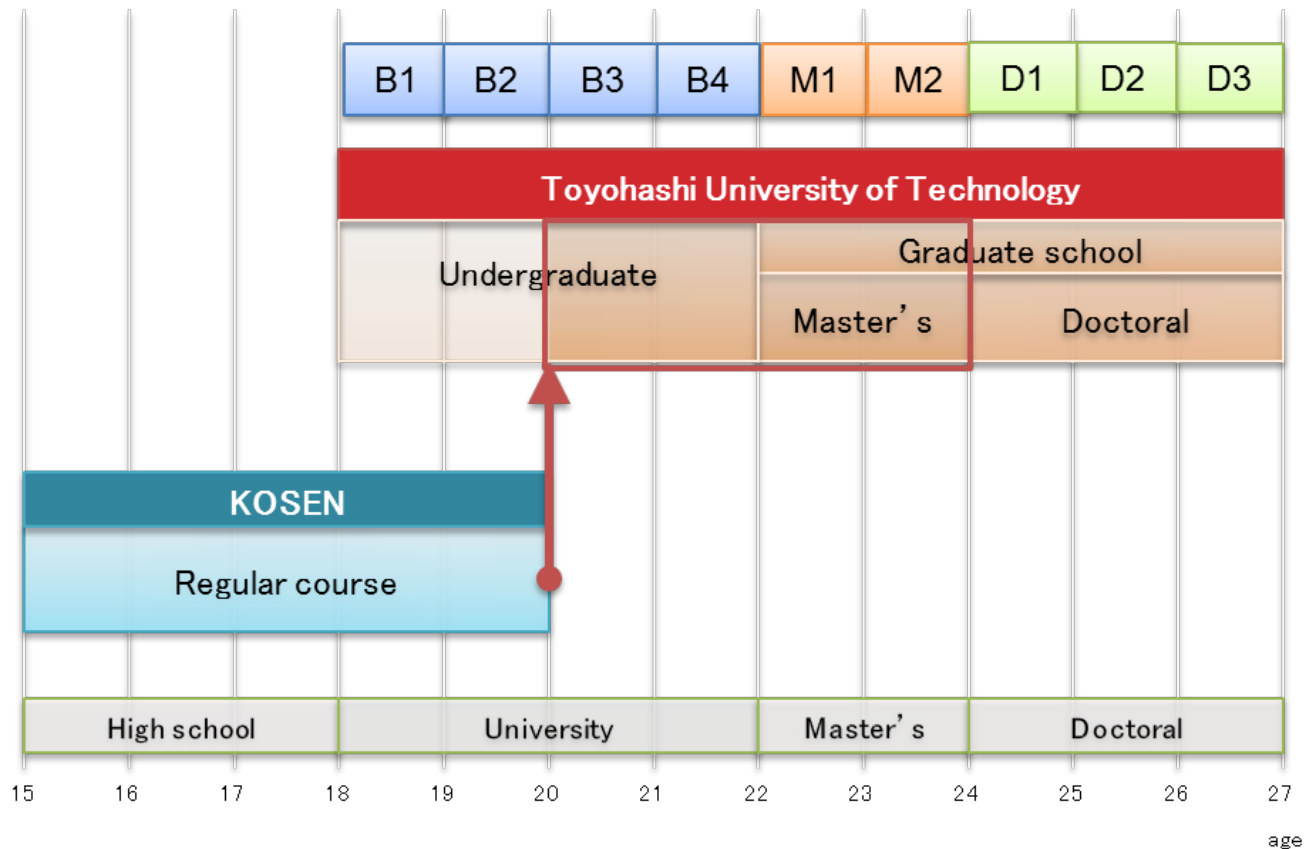 B1 B2 B3 B4 M1 M2 D1 D2 D3
Toyohashi University of Technology
Undergraduate
Graduate school
Master’s
Doctoral
KOSEN
Regular course
High school University Master’s Doctoral
15 16 17 18 19 20 21 22 23 24 25 26 27
age